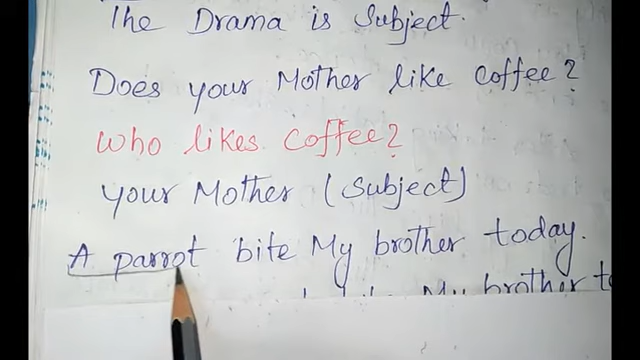 The Drama is Subject.
Does your Mother like coffee?
Who likes coffee?
your Mother (Subject)
A parrot bite My brother today.
My brother to